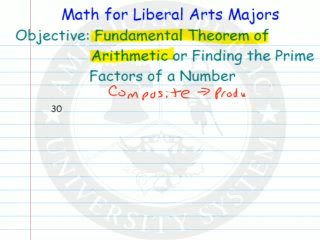 Math for Liberal Arts Majors
Objective: Fundamental Theorem of
Arithmetic or Finding the Prime
Factors of a Number
Composite → Produ
30